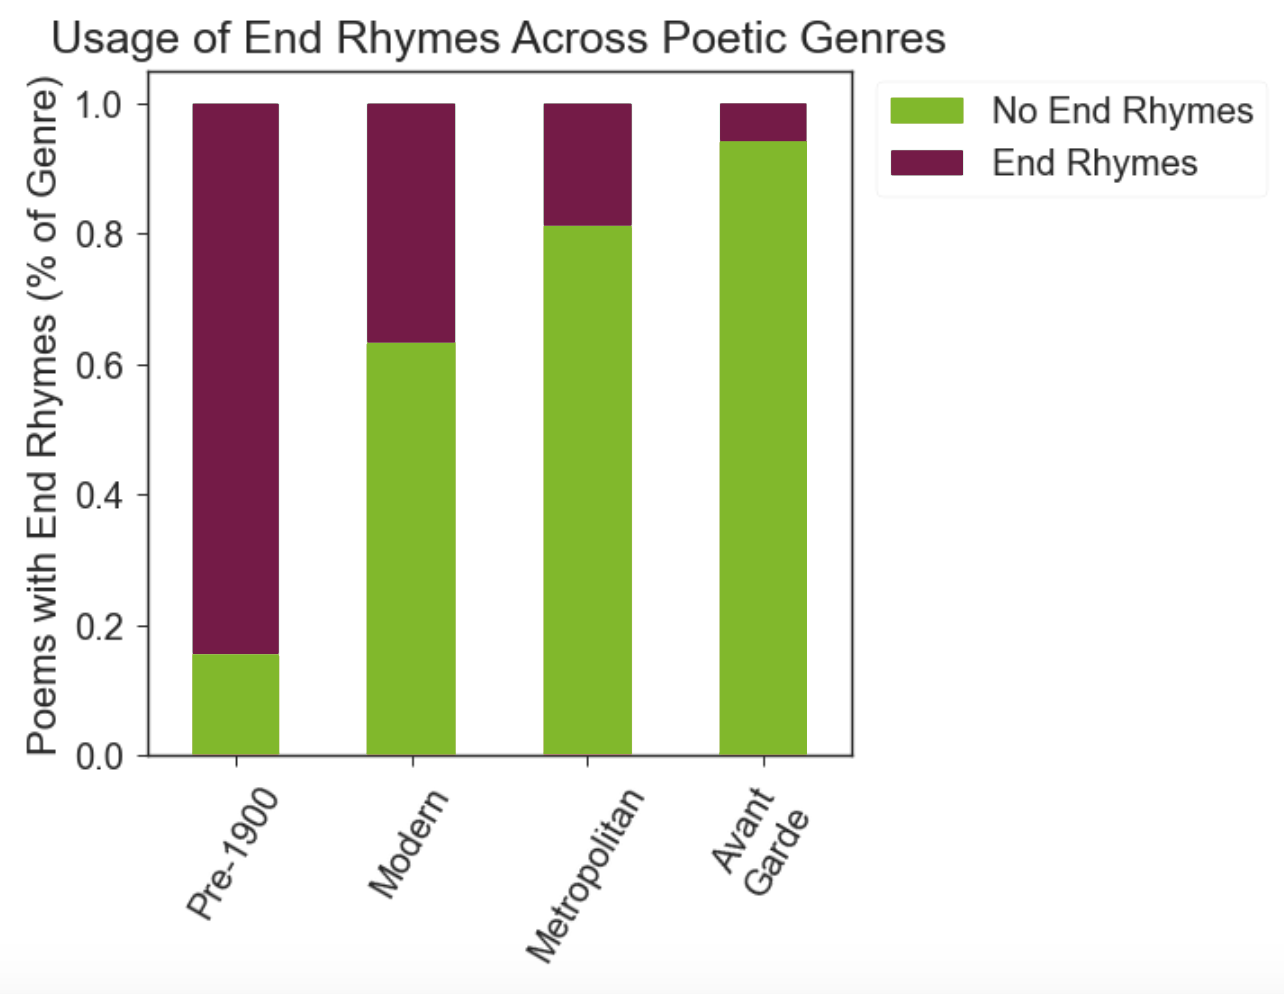 Usage of End Rhymes Across Poetic Genres
No End Rhymes
End Rhymes
Poems with End Rhymes (% of Genre)
1.0
0.8
0.6
0.4
0.2
0.0
Pre-1900
Modern
Metropolitan
Avant
Garde